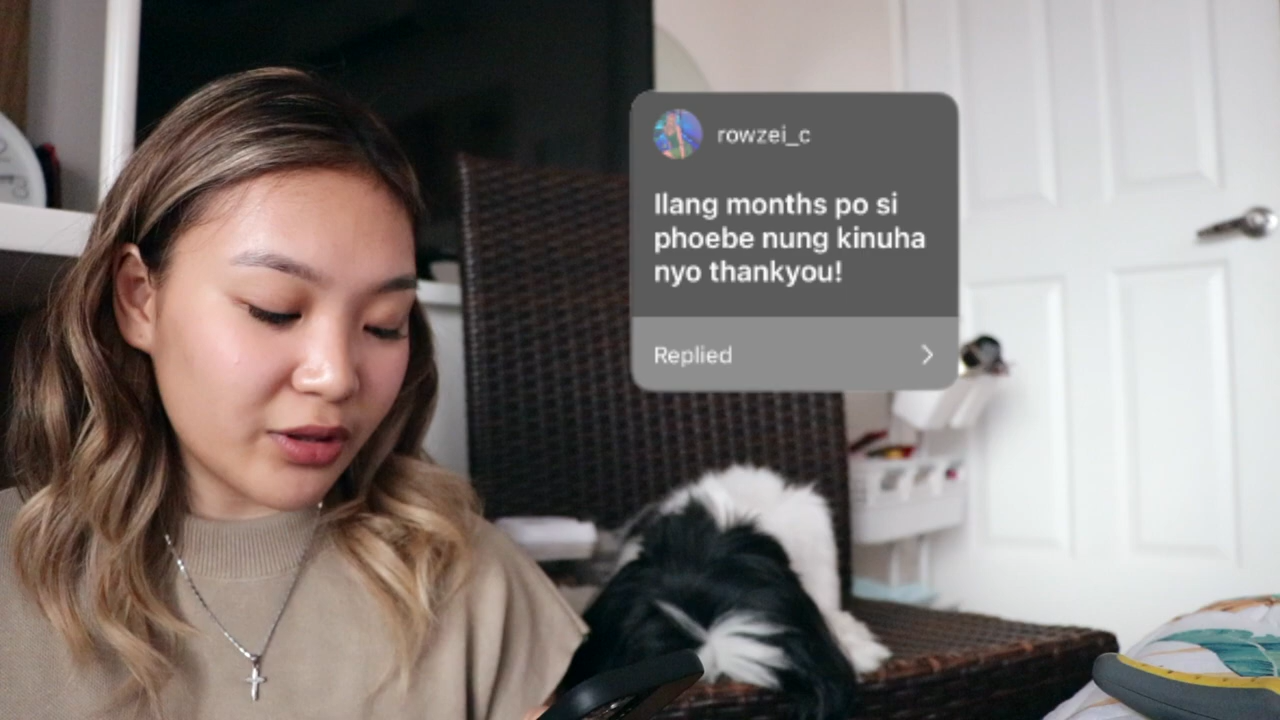 rowzei_c
Ilang months po si
phoebe nung kinuha
nyo thankyou!
Replied